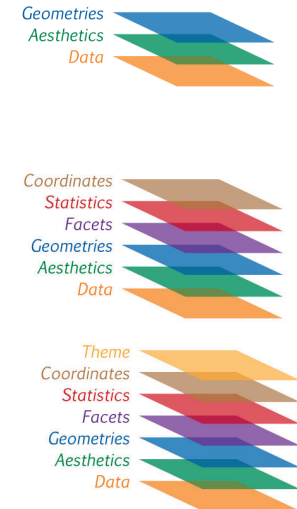 Geometries
Aesthetics
Data
Coordinates
Statistics
Facets
Geometries
Aesthetics
Data
Theme
Coordinates
Statistics
Facets
Geometries
Aesthetics
Data